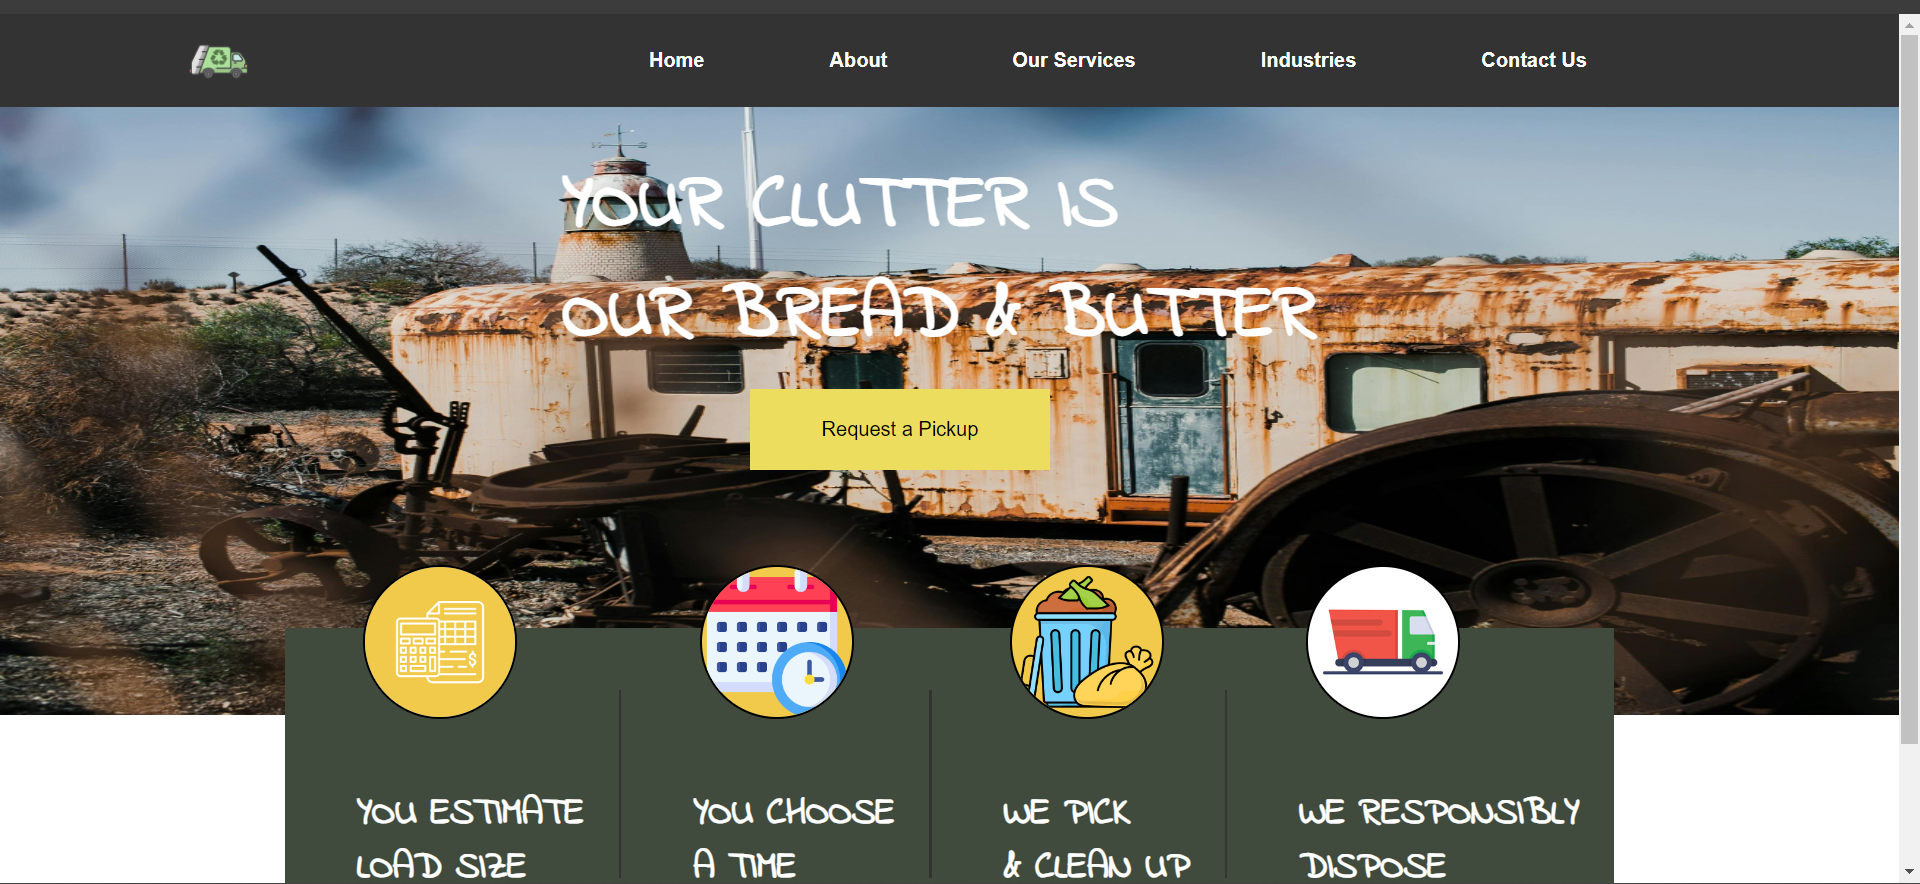 Home
About
Our Services
Industries
Contact Us
YOUR CLUTTER IS
OUR BREAD & BUTTER
Request a Pickup
YOU ESTIMATE
LOAD SIZE
YOU CHOOSE
A TIME
WE PICK
& CLEAN UP
WE RESPONSIBLY
DISPOSE